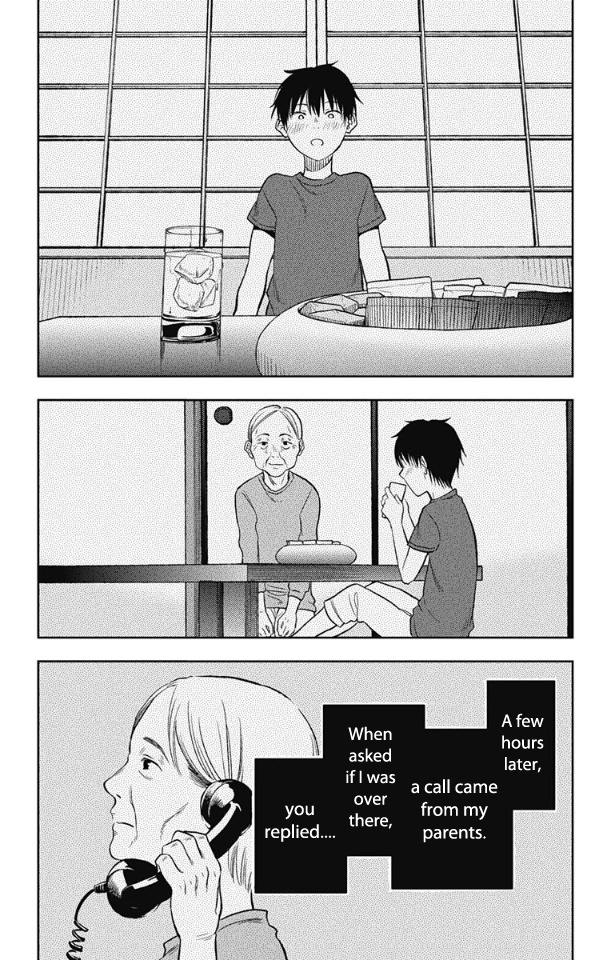 A few
hours
later,
a call came
from my
parents.
When
asked
if I was
over
there,
you
replied....